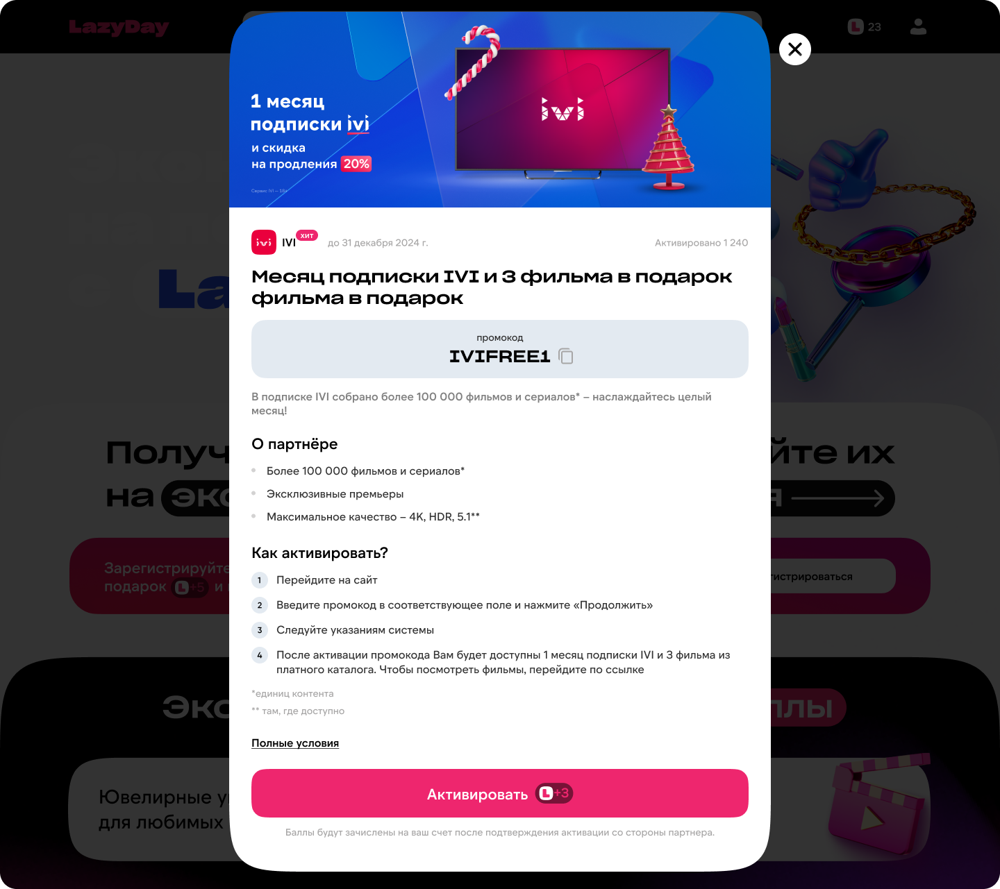 LazyDay
23
1 месяц
подписки ivi
и скидка
на продления 20%
Сервис IVI — 18+
ivi
ivi IVI хит до 31 декабря 2024 г. Активировано 1 240
Месяц подписки IVI и 3 фильма в подарок
фильма в подарок
промокод
IVIFREE1
В подписке IVI собрано более 100 000 фильмов и сериалов* – наслаждайтесь целый
месяц!
О партнёре
Более 100 000 фильмов и сериалов*
Эксклюзивные премьеры
Максимальное качество – 4K, HDR, 5.1**
Как активировать?
1 Перейдите на сайт
2 Введите промокод в соответствующее поле и нажмите «Продолжить»
3 Следуйте указаниям системы
4 После активации промокода Вам будет доступны 1 месяц подписки IVI и 3 фильма из
платного каталога. Чтобы посмотреть фильмы, перейдите по ссылке
*единиц контента
** там, где доступно
Полные условия
Активировать L+3
Баллы будут зачислены на ваш счет после подтверждения активации со стороны партнера.
La
Получ
йте их
на экс
я
Зарегистрируйте
подарок L+5 и
гистрироваться
Экс
ллы
Ювелирные у
для любимых